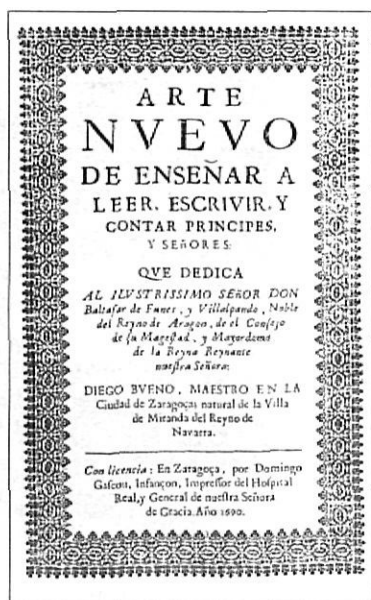 ARTE
NVEVO
DE ENSEÑAR A
LEER, ESCRIVIR, Y
CONTAR PRINCIPES,
Y SEÑORES.
QVE DEDICA
AL ILVSTRISSIMO SEÑOR DON
Baltaſar de Funes, y Villalpando, Noble
del Reyno de Aragon, de el Conſejo
de ſu Mageſtad, y Mayordomo
de la Reyna Reynante
nueſtra Señora:
DIEGO BVENO, MAESTRO EN LA
Ciudad de Zaragoça: natural de la Villa
de Miranda del Reyno de
Navarra.
Con licencia: En Zaragoça, por Domingo
Gaſcon, Infançon, Impreſſor del Hoſpital
Real, y General de nueſtra Señora
de Gracia. Año 1690.